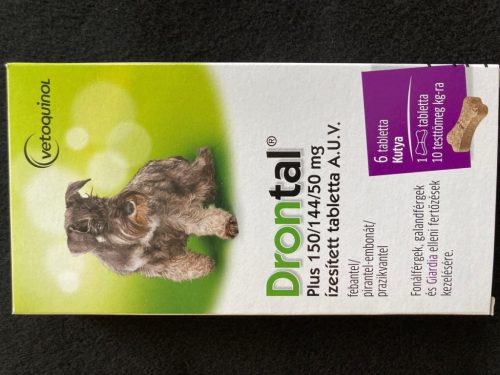 vetoquinol
Drontal®
Plus 150/144/50 mg
ízesített tabletta A.U.V.
febantel/
pirantel-embonát/
prazikvantel
6 tabletta
Kutya
1 tabletta
10 testtömeg kg-ra
Fonálférgek, galandférgek
és Giardia elleni fertőzések
kezelésére.